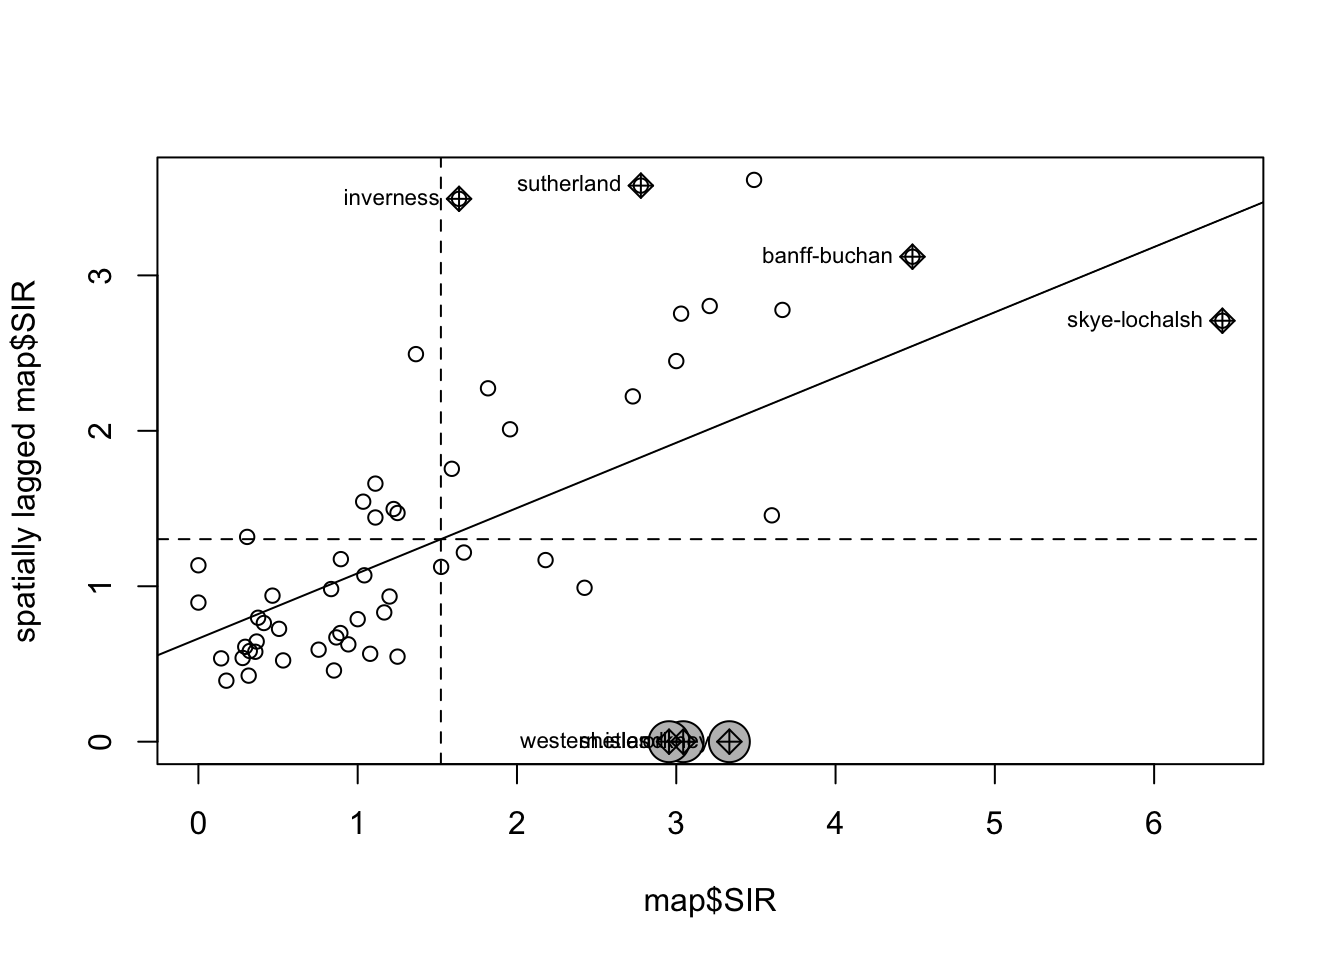 sutherland
inverness
banff-buchan
skye-lochalsh
spatially lagged map$SIR
3
2
1
0
0 1 2 3 4 5 6
map$SIR